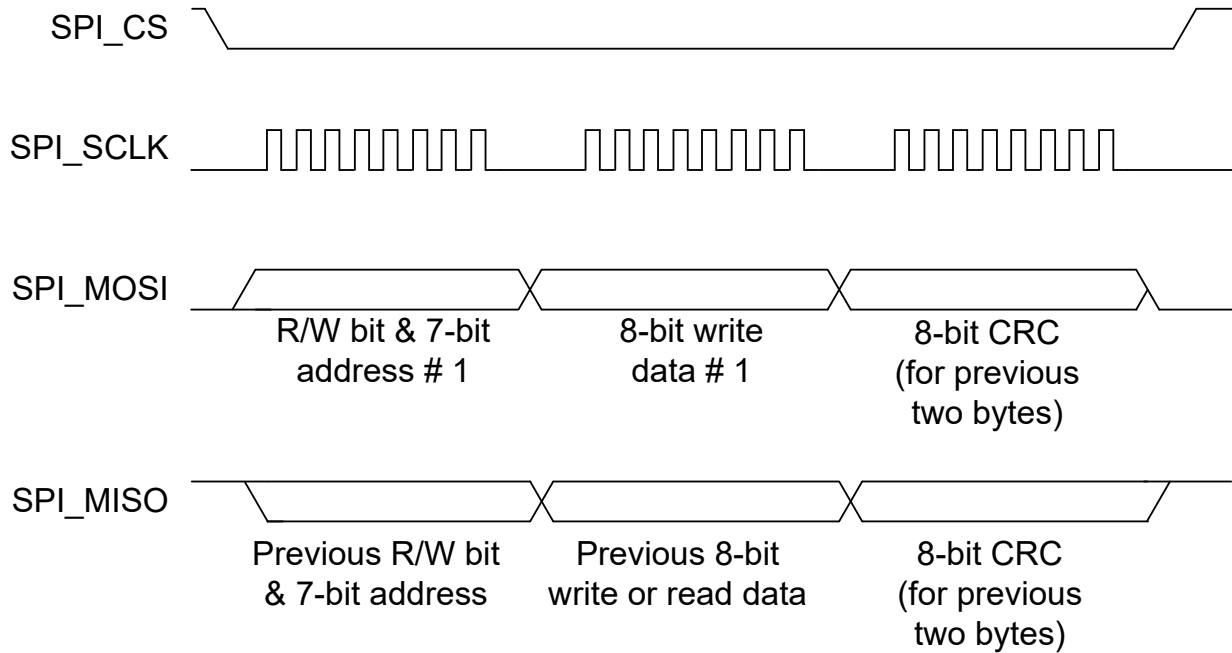 SPI_CS
SPI_SCLK
SPI_MOSI
R/W bit & 7-bit
address # 1
8-bit write
data # 1
8-bit CRC
(for previous
two bytes)
SPI_MISO
Previous R/W bit
& 7-bit address
Previous 8-bit
write or read data
8-bit CRC
(for previous
two bytes)